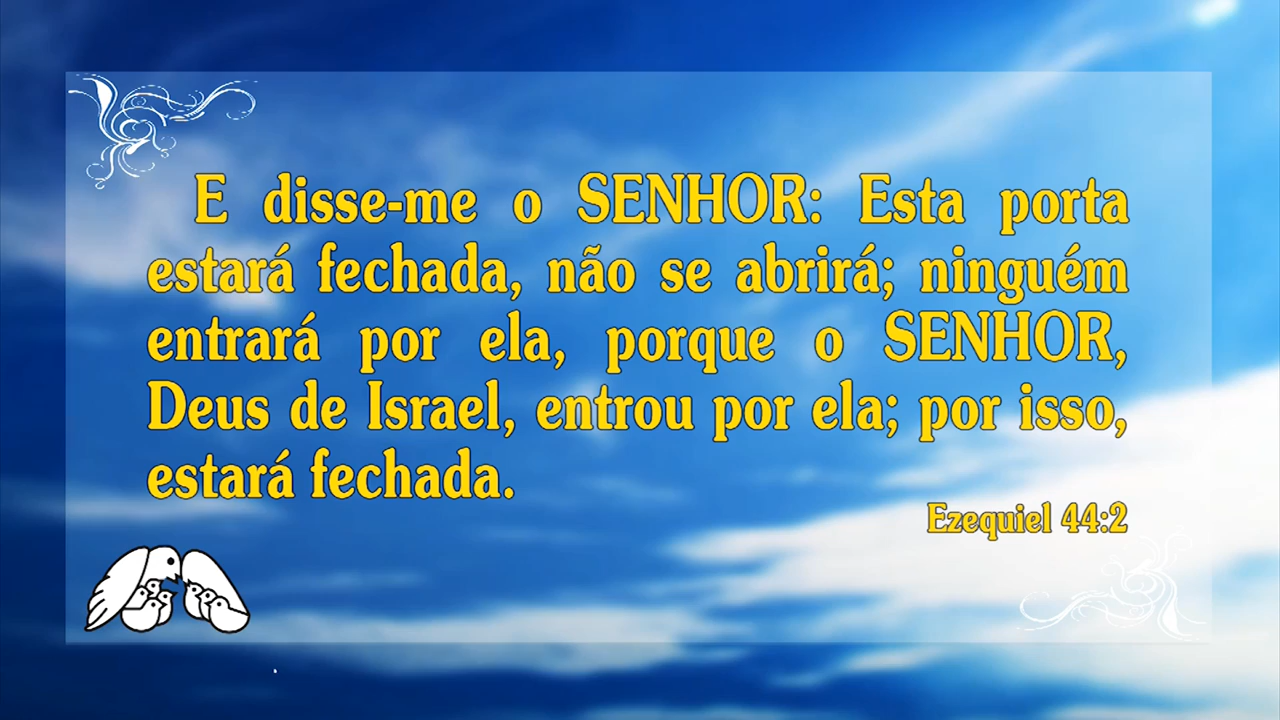 E disse-me o SENHOR: Esta porta
estará fechada, não se abrirá; ninguém
entrará por ela, porque o SENHOR,
Deus de Israel, entrou por ela; por isso,
estará fechada.
Ezequiel 44:2